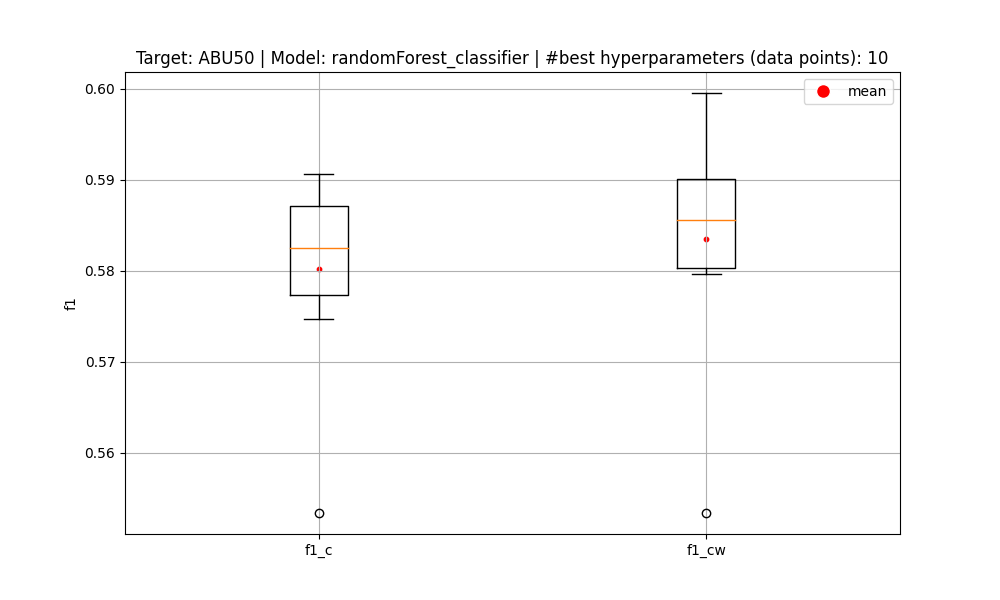 Target: ABU50 | Model: randomForest_classifier | #best hyperparameters (data points): 10
mean
0.60
0.59
0.58
0.57
0.56
f1
f1_c
f1_cw